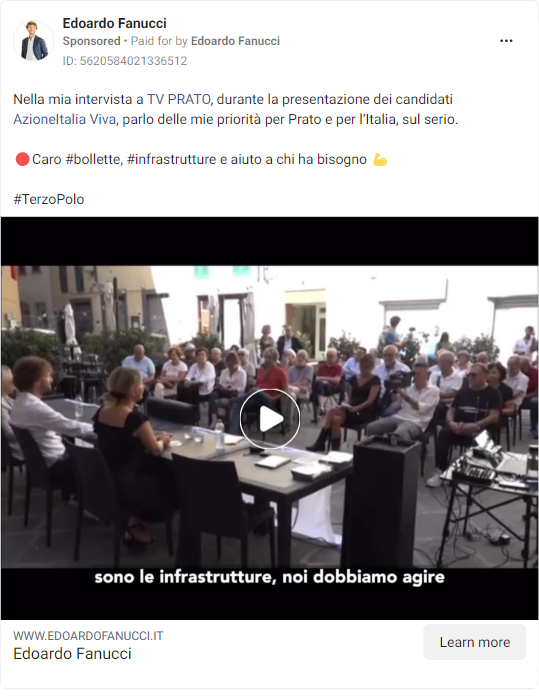 Edoardo Fanucci
Sponsored • Paid for by Edoardo Fanucci
ID: 5620584021336512
Nella mia intervista a TV PRATO, durante la presentazione dei candidati
AzioneItalia Viva, parlo delle mie priorità per Prato e per l'Italia, sul serio.
🔴Caro #bollette, #infrastrutture e aiuto a chi ha bisogno 💪
#TerzoPolo
sono le infrastrutture, noi dobbiamo agire
WWW.EDOARDOFANUCCI.IT
Edoardo Fanucci
Learn more